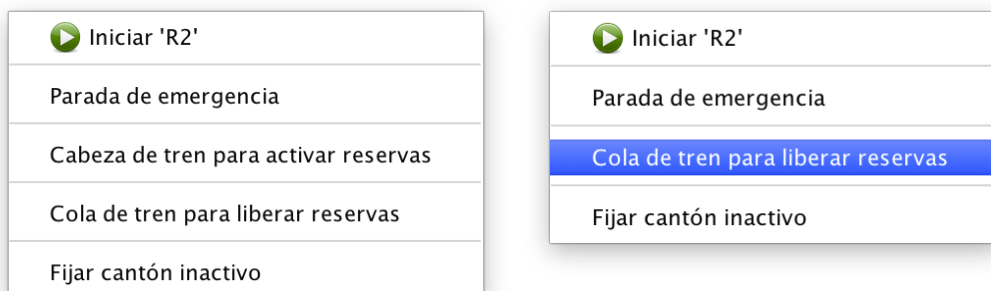 Iniciar 'R2'
Parada de emergencia
Cabeza de tren para activar reservas
Cola de tren para liberar reservas
Fijar cantón inactivo
Iniciar 'R2'
Parada de emergencia
Cola de tren para liberar reservas
Fijar cantón inactivo